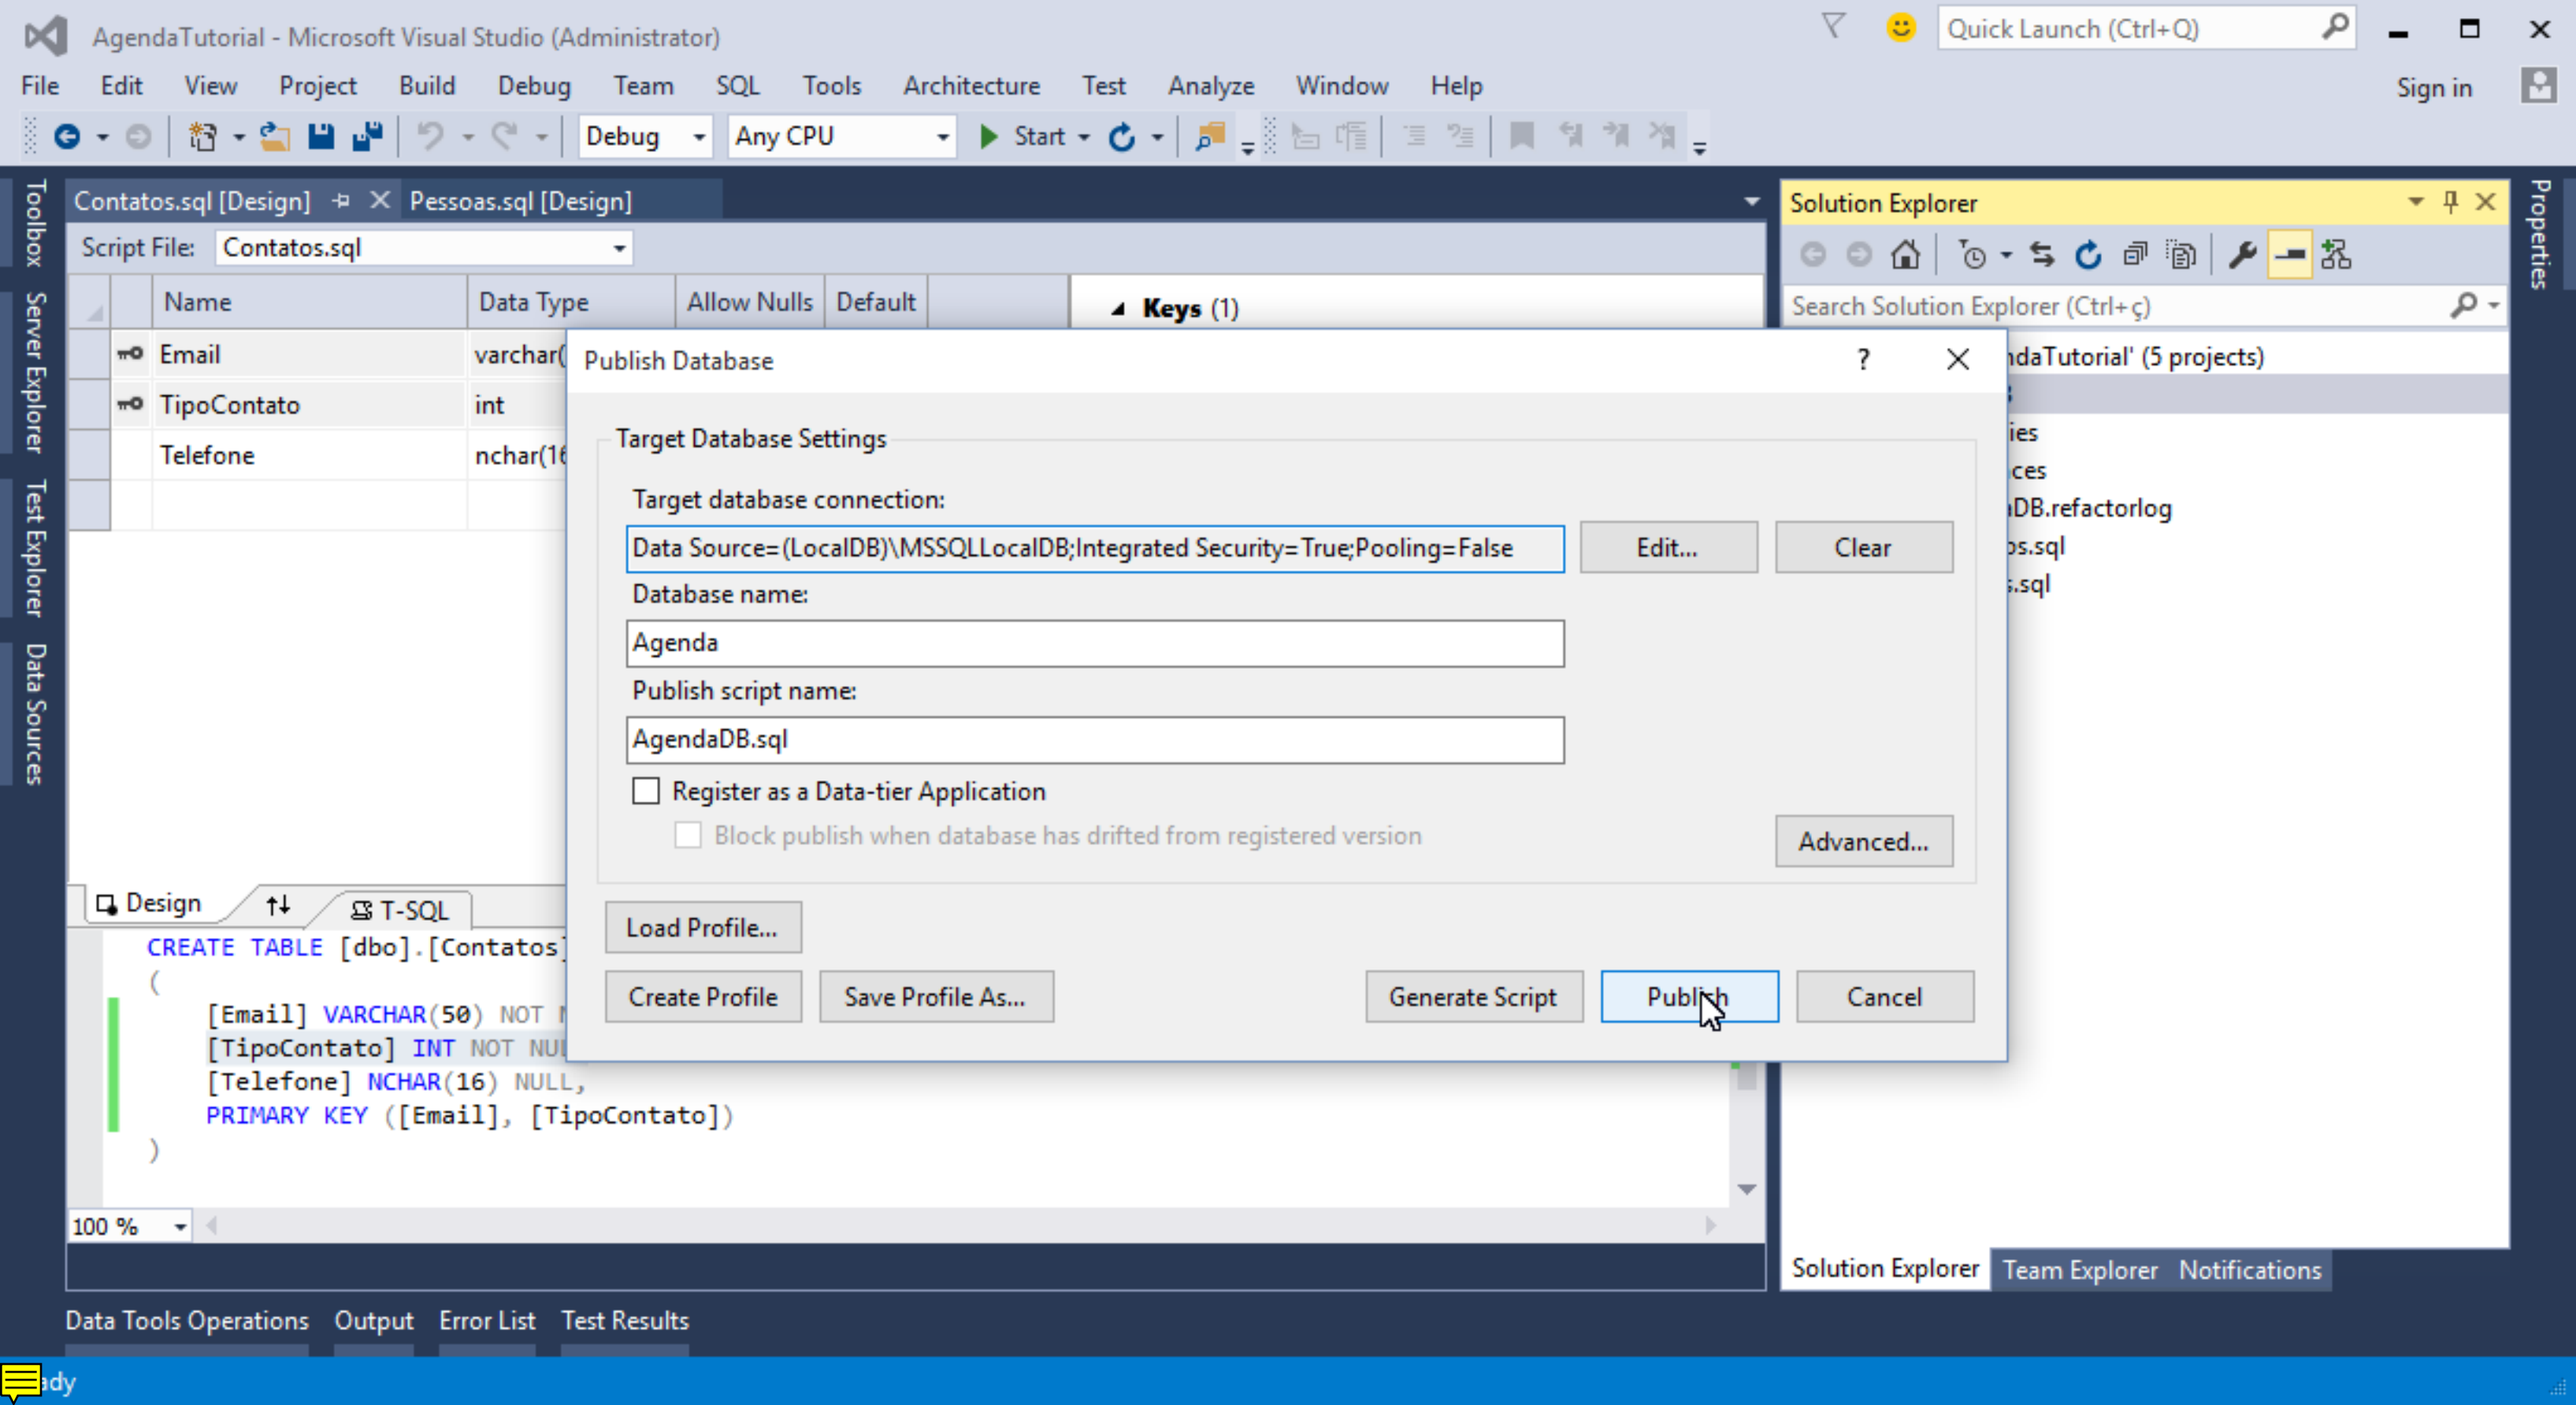 AgendaTutorial - Microsoft Visual Studio (Administrator)
Quick Launch (Ctrl+Q)
File Edit View Project Build Debug Team SQL Tools Architecture Test Analyze Window Help
Sign in
Debug Any CPU Start
Toolbox
Server Explorer
Test Explorer
Data Sources
Contatos.sql [Design] Pessoas.sql [Design]
Script File: Contatos.sql
Name Data Type Allow Nulls Default
Email varchar(
TipoContato int
Telefone nchar(16
Keys (1)
Publish Database
Target Database Settings
Target database connection:
Data Source=(LocalDB)\MSSQLLocalDB;Integrated Security=True;Pooling=False
Edit...
Clear
Database name:
Agenda
Publish script name:
AgendaDB.sql
Register as a Data-tier Application
Block publish when database has drifted from registered version
Advanced...
Load Profile...
Create Profile
Save Profile As...
Generate Script
Publish
Cancel
Design
T-SQL
CREATE TABLE [dbo].[Contatos]
(
[Email] VARCHAR(50) NOT N
[TipoContato] INT NOT NUL
[Telefone] NCHAR(16) NULL,
PRIMARY KEY ([Email], [TipoContato])
)
100 %
Solution Explorer
Search Solution Explorer (Ctrl+ç)
ndaTutorial' (5 projects)
ies
ces
DB.refactorlog
os.sql
s.sql
Properties
Solution Explorer Team Explorer Notifications
Data Tools Operations Output Error List Test Results
ady